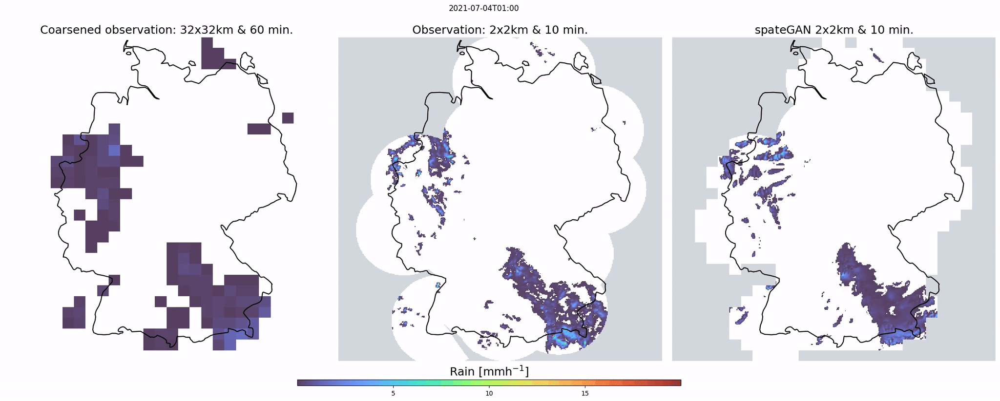 2021-07-04T01:00
Coarsened observation: 32x32km & 60 min.
Observation: 2x2km & 10 min.
spateGAN 2x2km & 10 min.
Rain [mmh⁻¹]
5 10 15